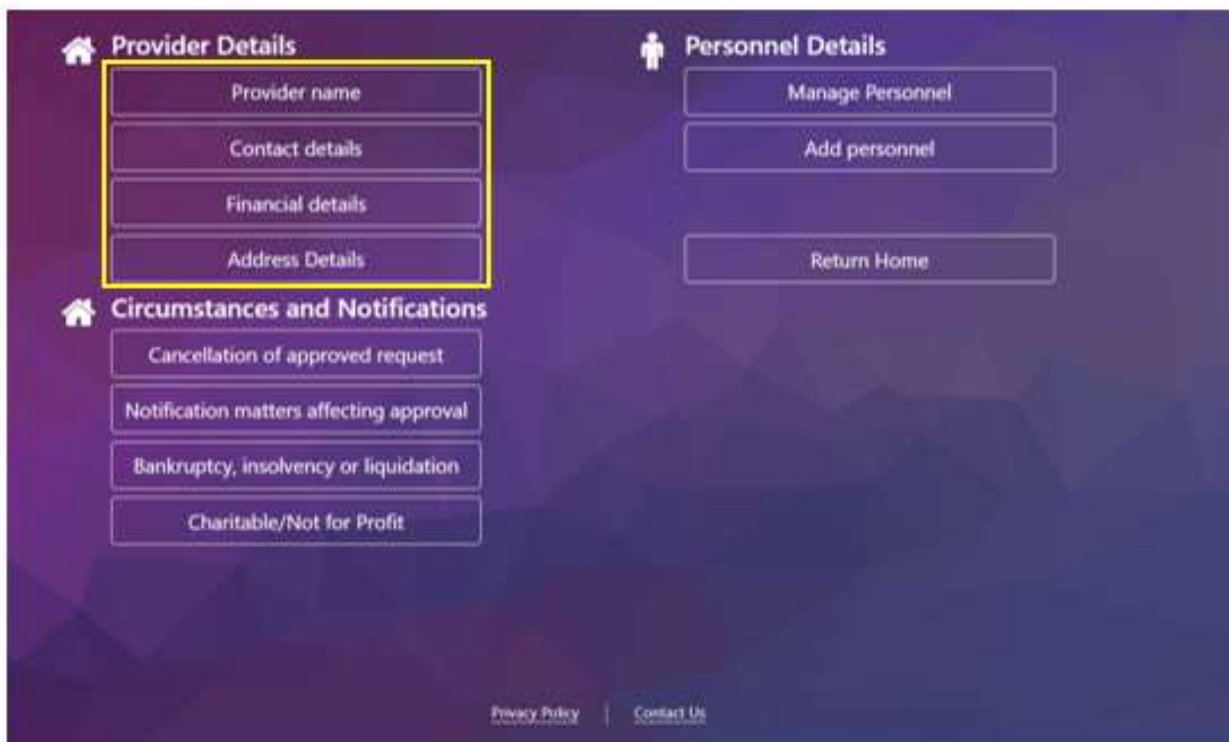 Provider Details
Provider name
Contact details
Financial details
Address Details
Circumstances and Notifications
Cancellation of approved request
Notification matters affecting approval
Bankruptcy, insolvency or liquidation
Charitable/Not for Profit
Personnel Details
Manage Personnel
Add personnel
Return Home
Privacy Policy | Contact Us